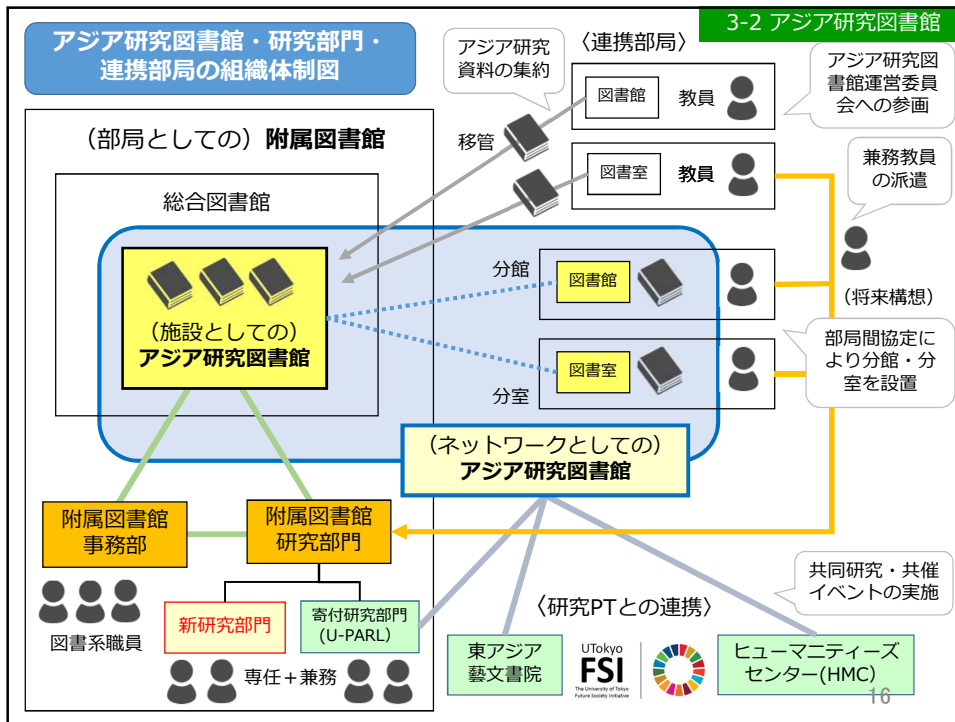 3-2 アジア研究図書館
アジア研究図書館・研究部門・
連携部局の組織体制図
アジア研究
資料の集約
〈連携部局〉
アジア研究図
書館運営委員
会への参画
図書館
教員
移管
(部局としての) 附属図書館
図書室
教員
兼務教員
の派遣
総合図書館
分館
図書館
(将来構想)
(施設としての)
アジア研究図書館
部局間協定に
より分館・分
室を設置
図書室
分室
(ネットワークとしての)
アジア研究図書館
附属図書館
事務部
附属図書館
研究部門
共同研究・共催
イベントの実施
〈研究PTとの連携〉
図書系職員
新研究部門
寄付研究部門
(U-PARL)
専任+兼務
東アジア
藝文書院
UTokyo
FSI
The University of Tokyo
Future Society Initiative
ヒューマニティーズ
センター(HMC)
16